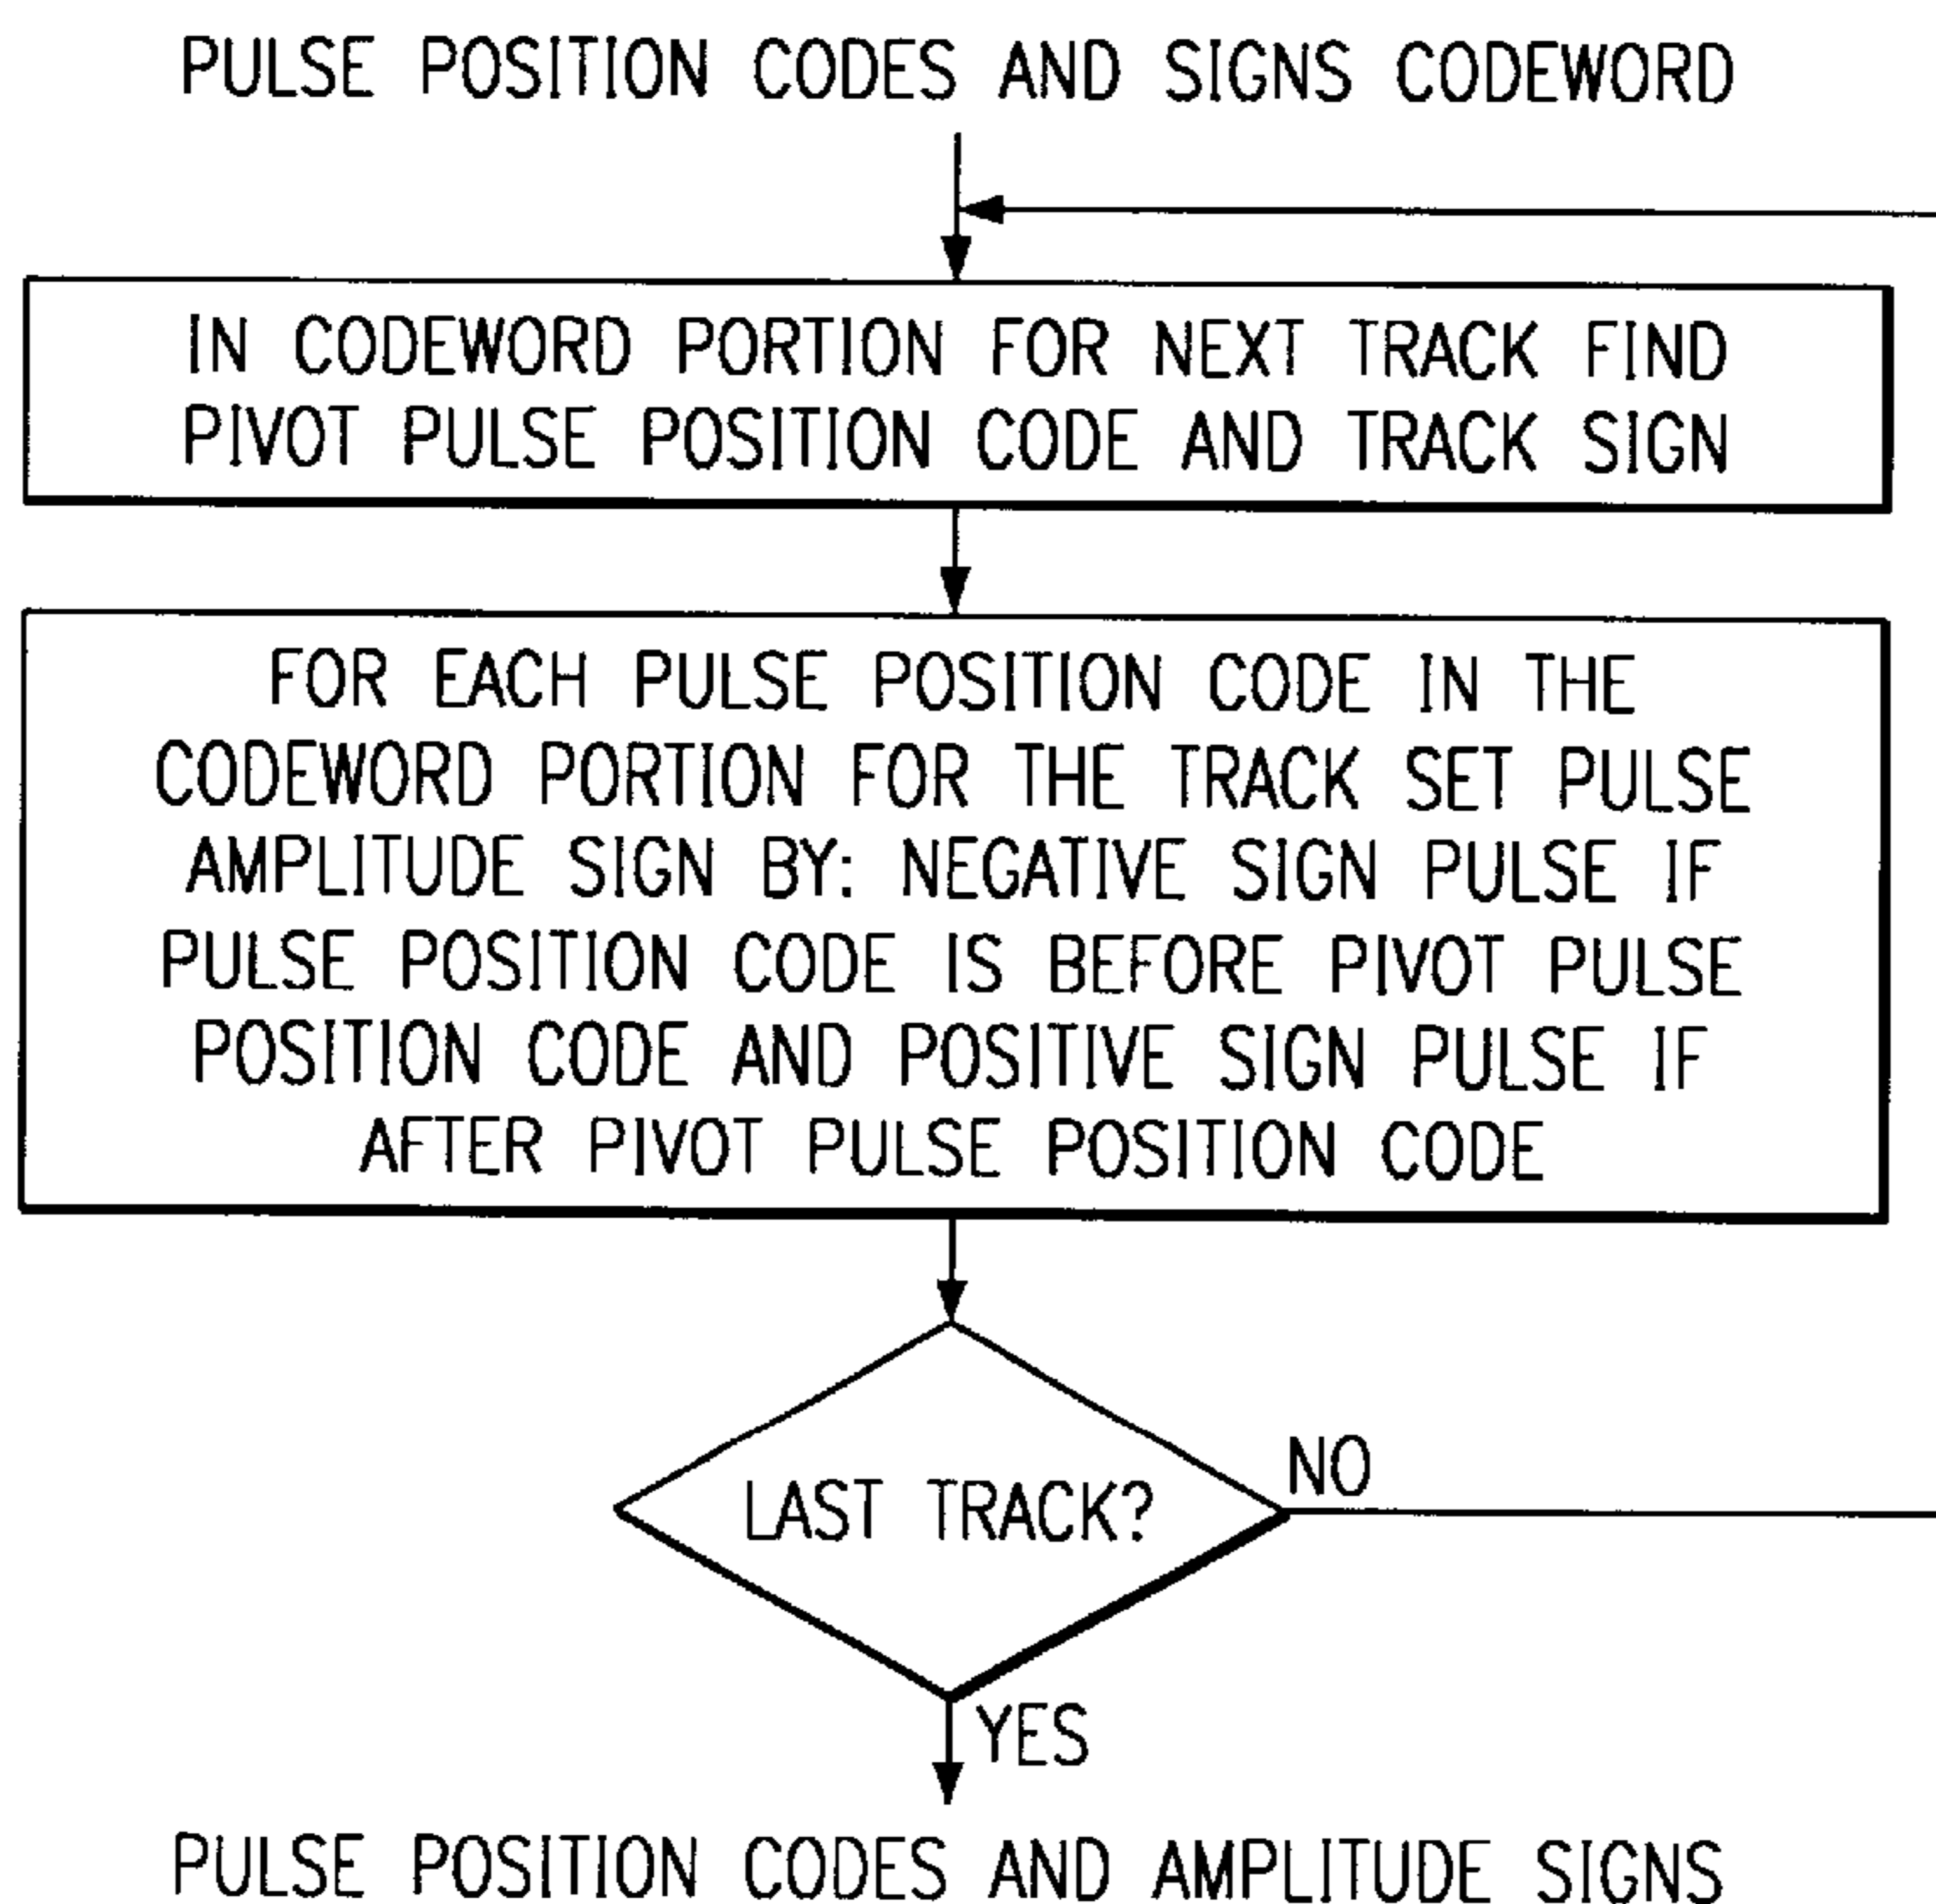 PULSE POSITION CODES AND SIGNS CODEWORD
IN CODEWORD PORTION FOR NEXT TRACK FIND
PIVOT PULSE POSITION CODE AND TRACK SIGN
FOR EACH PULSE POSITION CODE IN THE
CODEWORD PORTION FOR THE TRACK SET PULSE
AMPLITUDE SIGN BY: NEGATIVE SIGN PULSE IF
PULSE POSITION CODE IS BEFORE PIVOT PULSE
POSITION CODE AND POSITIVE SIGN PULSE IF
AFTER PIVOT PULSE POSITION CODE
NO
LAST TRACK?
YES
PULSE POSITION CODES AND AMPLITUDE SIGNS